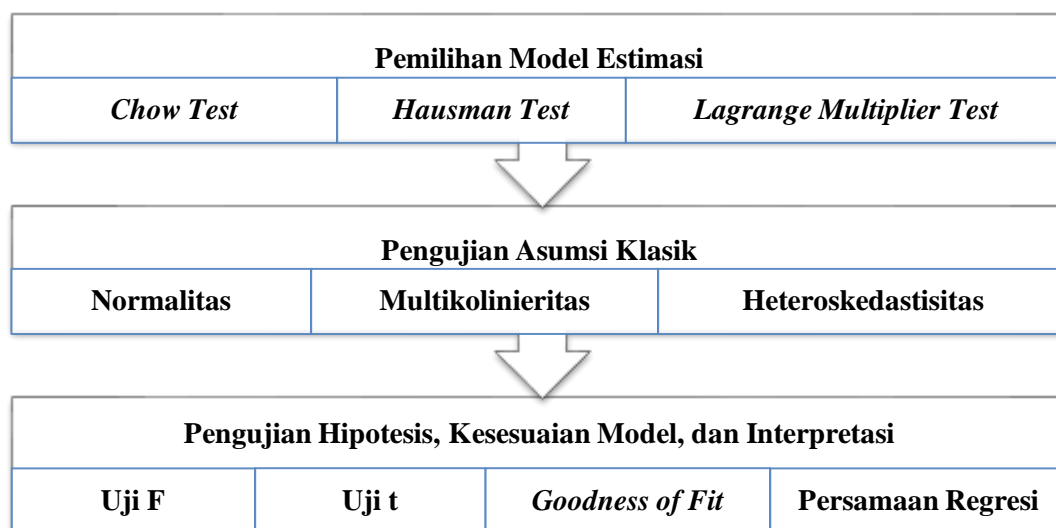 Pemilihan Model Estimasi
Chow Test Hausman Test Lagrange Multiplier Test
Pengujian Asumsi Klasik
Normalitas Multikolinieritas Heteroskedastisitas
Pengujian Hipotesis, Kesesuaian Model, dan Interpretasi
Uji F Uji t Goodness of Fit Persamaan Regresi